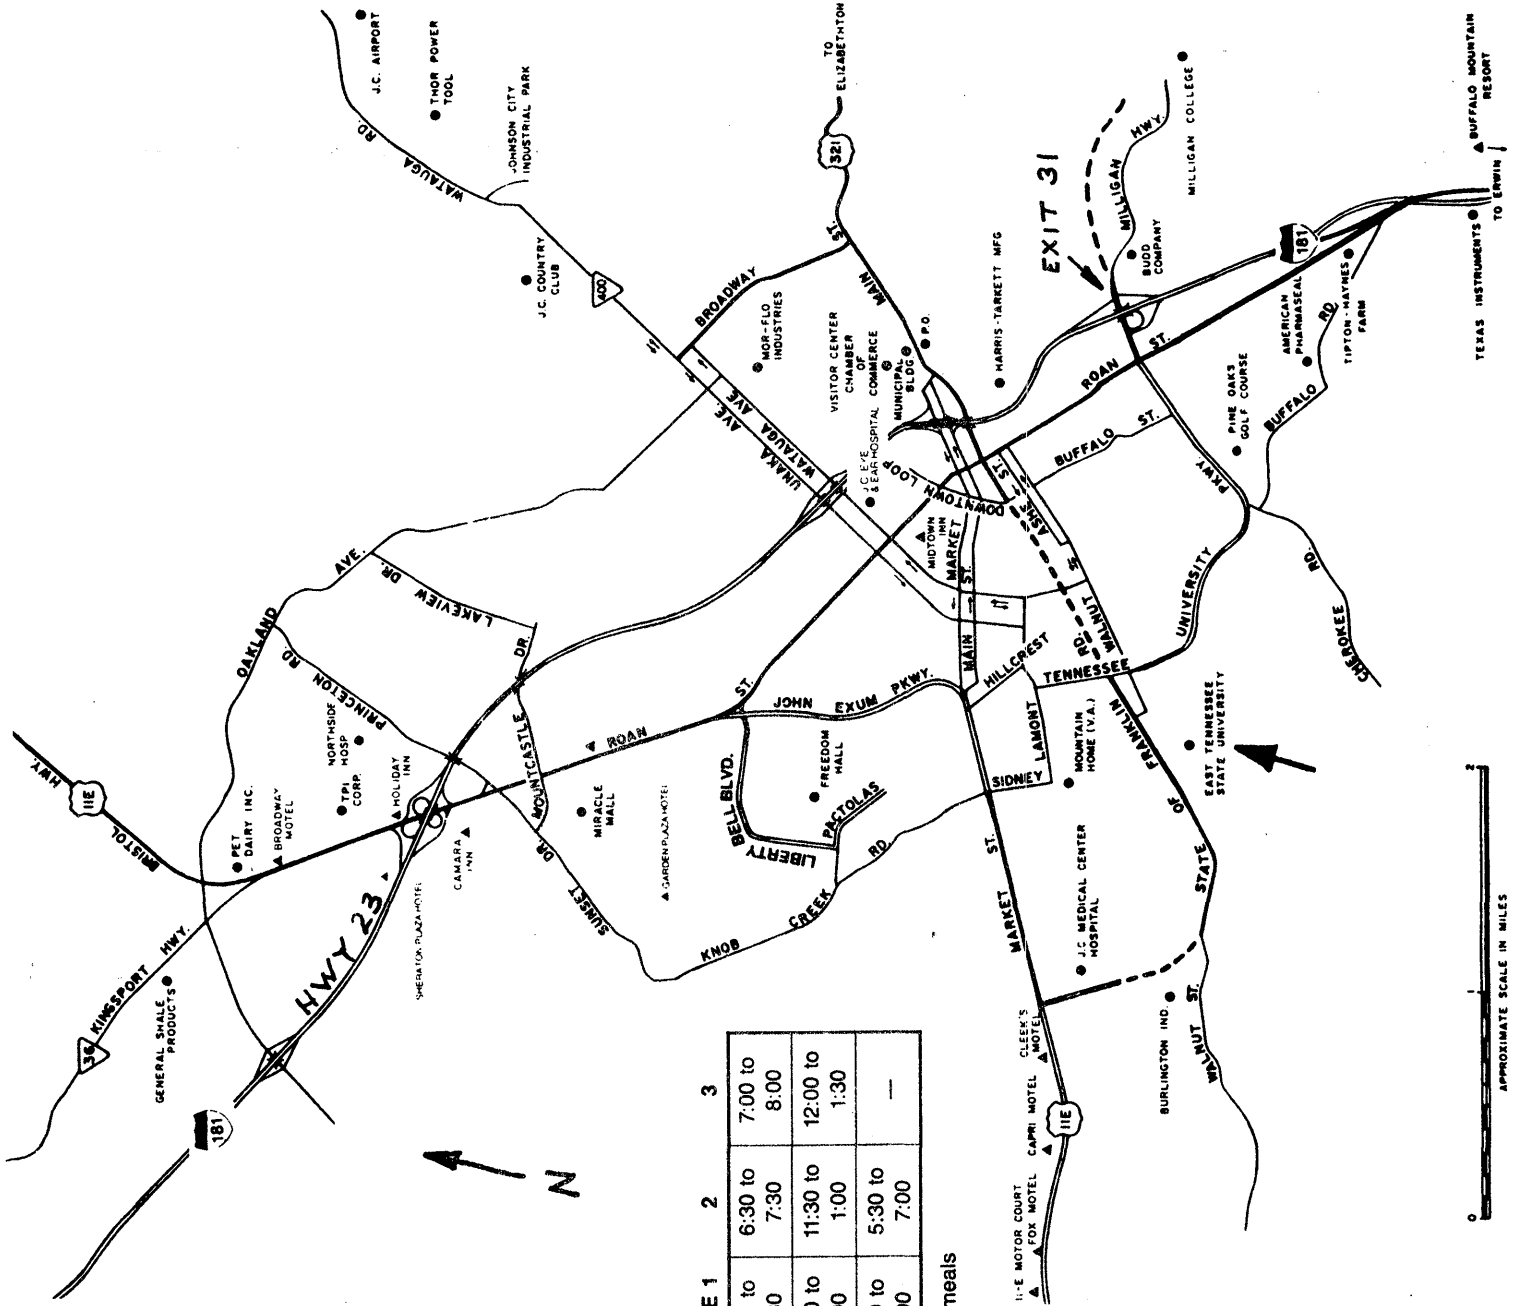 J.C. AIRPORT
THOR POWER
TOOL
JOHNSON CITY
INDUSTRIAL PARK
WATAUGA
RD.
J.C. COUNTRY
CLUB
400
TO
ELIZABETHTON
321
MAIN
ST.
BROADWAY
MOR-FLO
INDUSTRIES
VISITOR CENTER
CHAMBER
OF
COMMERCE
MUNICIPAL
BLDG
P.O.
J.C. EYE
& EAR HOSPITAL
WATAUGA AVE
UNAKA
AVE.
DOWNTOWN LOOP
MIDTOWN
INN
MARKET
ST.
HARRIS-TARKETT MFG
EXIT 31
MILLIGAN
HWY.
MILLIGAN COLLEGE
BUDD
COMPANY
181
BUFFALO MOUNTAIN
RESORT
TO ERWIN
TEXAS INSTRUMENTS
TIPTON-HAYNES
FARM
AMERICAN
PHARMASEAL
BUFFALO
RD.
PINE OAKS
GOLF COURSE
ROAN
ST.
BUFFALO
ST.
ST.
UNIVERSITY
PKWY.
CHEROKEE
RD.
OAKLAND
AVE.
LAKEVIEW
DR.
PRINCETON
RD.
NORTHSIDE
HOSP
TPI
CORP.
HOLIDAY
INN
BROADWAY
MOTEL
PET
DAIRY INC.
BRISTOL
HWY.
11E
KINGSPORT
HWY.
36
GENERAL SHALE
PRODUCTS
HWY 23
181
SHERATON PLAZA HOTEL
CAMARA
INN
MOUNTCASTLE
DR.
ROAN
ST.
MIRACLE
MALL
SUNSET
DR.
GARDEN PLAZA HOTEL
BELL BLVD.
LIBERTY
PACTOLAS
FREEDOM
HALL
JOHN
EXUM
PKWY.
KNOB
CREEK
RD.
MAIN
HILLCREST
RD.
WALNUT
TENNESSEE
LAMONT
SIDNEY
MOUNTAIN
HOME (V.A.)
STATE
OF
FRANKLIN
EAST TENNESSEE
STATE UNIVERSITY
MARKET
ST.
J.C. MEDICAL CENTER
HOSPITAL
CLEEK'S
MOTEL
CAPRI MOTEL
FOX MOTEL
11-E MOTOR COURT
11E
BURLINGTON IND.
WALNUT
ST.
N
E 1
2
3
to
6:30 to
7:30
7:00 to
8:00
11:30 to
1:00
12:00 to
1:30
5:30 to
7:00
—
meals
0
1
2
APPROXIMATE SCALE IN MILES